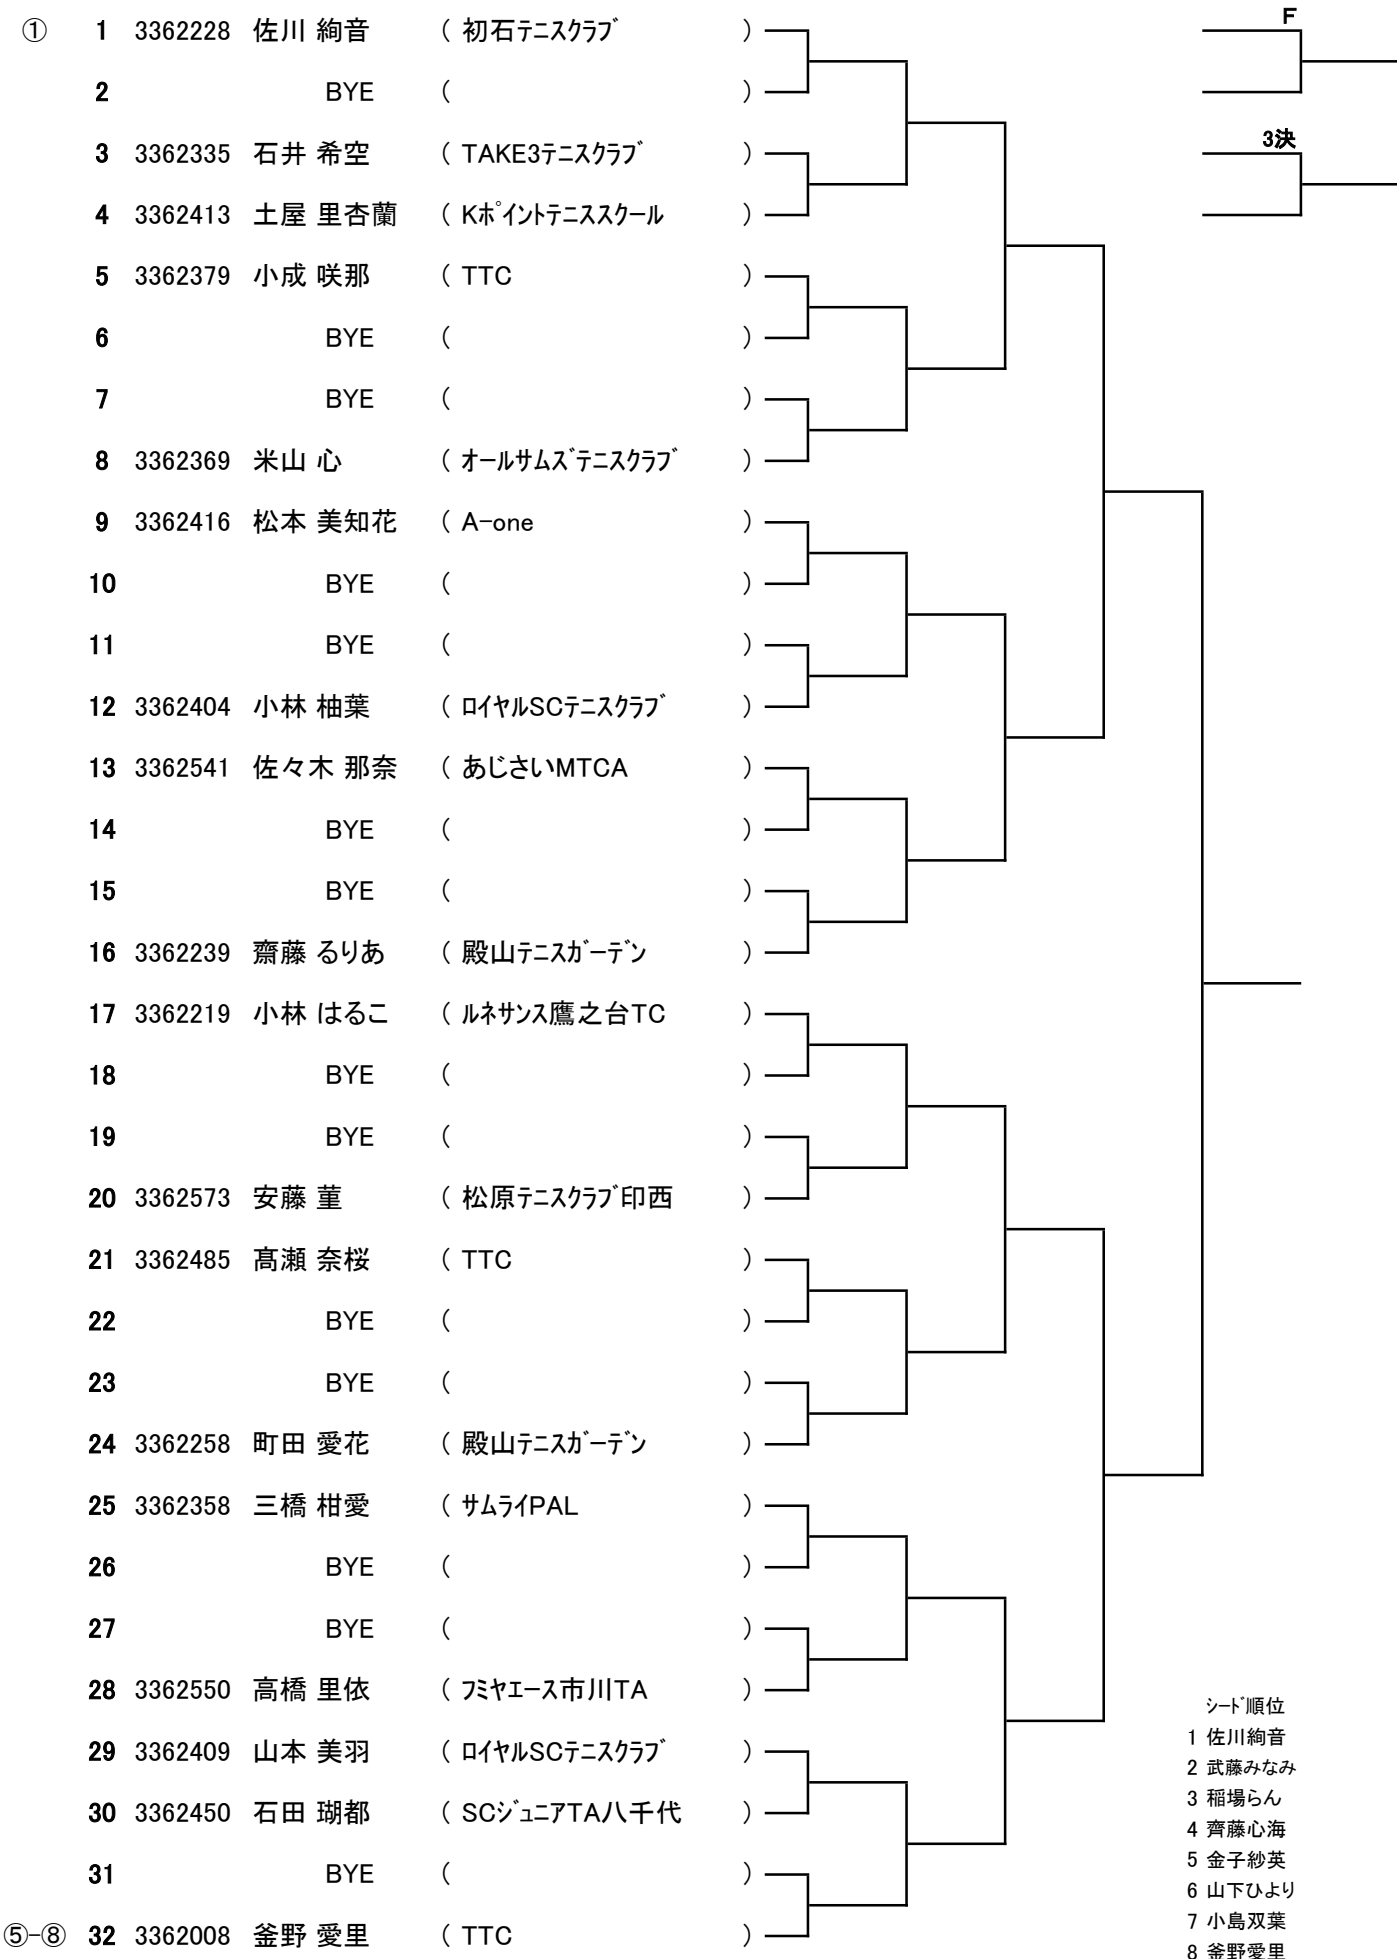 ① 1 3362228 佐川 絢音 ( 初石ﾃﾆｽｸﾗﾌﾞ )
F
2 BYE ( )
3 3362335 石井 希空 ( TAKE3ﾃﾆｽｸﾗﾌﾞ )
3決
4 3362413 土屋 里杏蘭 ( Kﾎﾟｲﾝﾄﾃﾆｽｽｸｰﾙ )
5 3362379 小成 咲那 ( TTC )
6 BYE ( )
7 BYE ( )
8 3362369 米山 心 ( ｵｰﾙｻﾑｽﾞﾃﾆｽｸﾗﾌﾞ )
9 3362416 松本 美知花 ( A-one )
10 BYE ( )
11 BYE ( )
12 3362404 小林 柚葉 ( ﾛｲﾔﾙSCﾃﾆｽｸﾗﾌﾞ )
13 3362541 佐々木 那奈 ( あじさいMTCA )
14 BYE ( )
15 BYE ( )
16 3362239 齋藤 るりあ ( 殿山ﾃﾆｽｶﾞｰﾃﾞﾝ )
17 3362219 小林 はるこ ( ﾙﾈｻﾝｽ鷹之台TC )
18 BYE ( )
19 BYE ( )
20 3362573 安藤 菫 ( 松原ﾃﾆｽｸﾗﾌﾞ印西 )
21 3362485 髙瀬 奈桜 ( TTC )
22 BYE ( )
23 BYE ( )
24 3362258 町田 愛花 ( 殿山ﾃﾆｽｶﾞｰﾃﾞﾝ )
25 3362358 三橋 柑愛 ( ｻﾑﾗｲPAL )
26 BYE ( )
27 BYE ( )
28 3362550 高橋 里依 ( ﾌﾐﾔｴｰｽ市川TA )
29 3362409 山本 美羽 ( ﾛｲﾔﾙSCﾃﾆｽｸﾗﾌﾞ )
30 3362450 石田 瑚都 ( SCｼﾞｭﾆｱTA八千代 )
31 BYE ( )
⑤-⑧ 32 3362008 釜野 愛里 ( TTC )
ｼｰﾄﾞ順位
1 佐川絢音
2 武藤みなみ
3 稲場らん
4 齊藤心海
5 金子紗英
6 山下ひより
7 小島双葉
8 釜野愛里